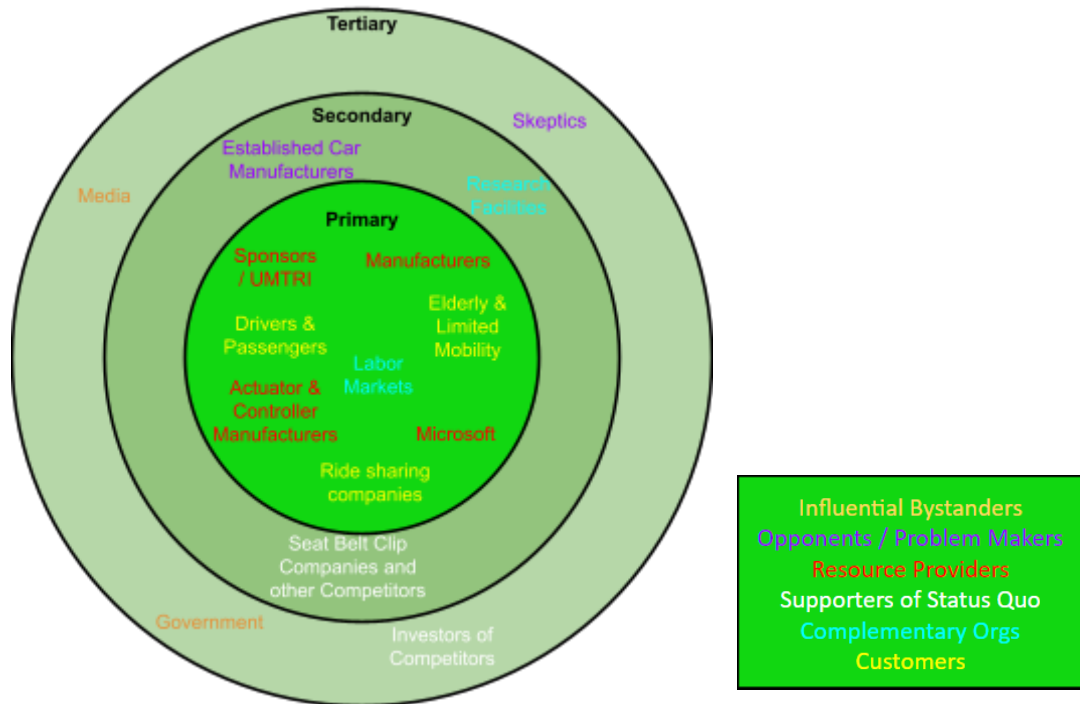 Tertiary
Secondary
Skeptics
Established Car
Manufacturers
Research
Facilities
Media
Primary
Sponsors
/ UMTRI
Manufacturers
Elderly &
Limited
Mobility
Drivers &
Passengers
Labor
Markets
Actuator &
Controller
Manufacturers
Microsoft
Ride sharing
companies
Seat Belt Clip
Companies and
other Competitors
Government
Investors of
Competitors
Influential Bystanders
Opponents / Problem Makers
Resource Providers
Supporters of Status Quo
Complementary Orgs
Customers